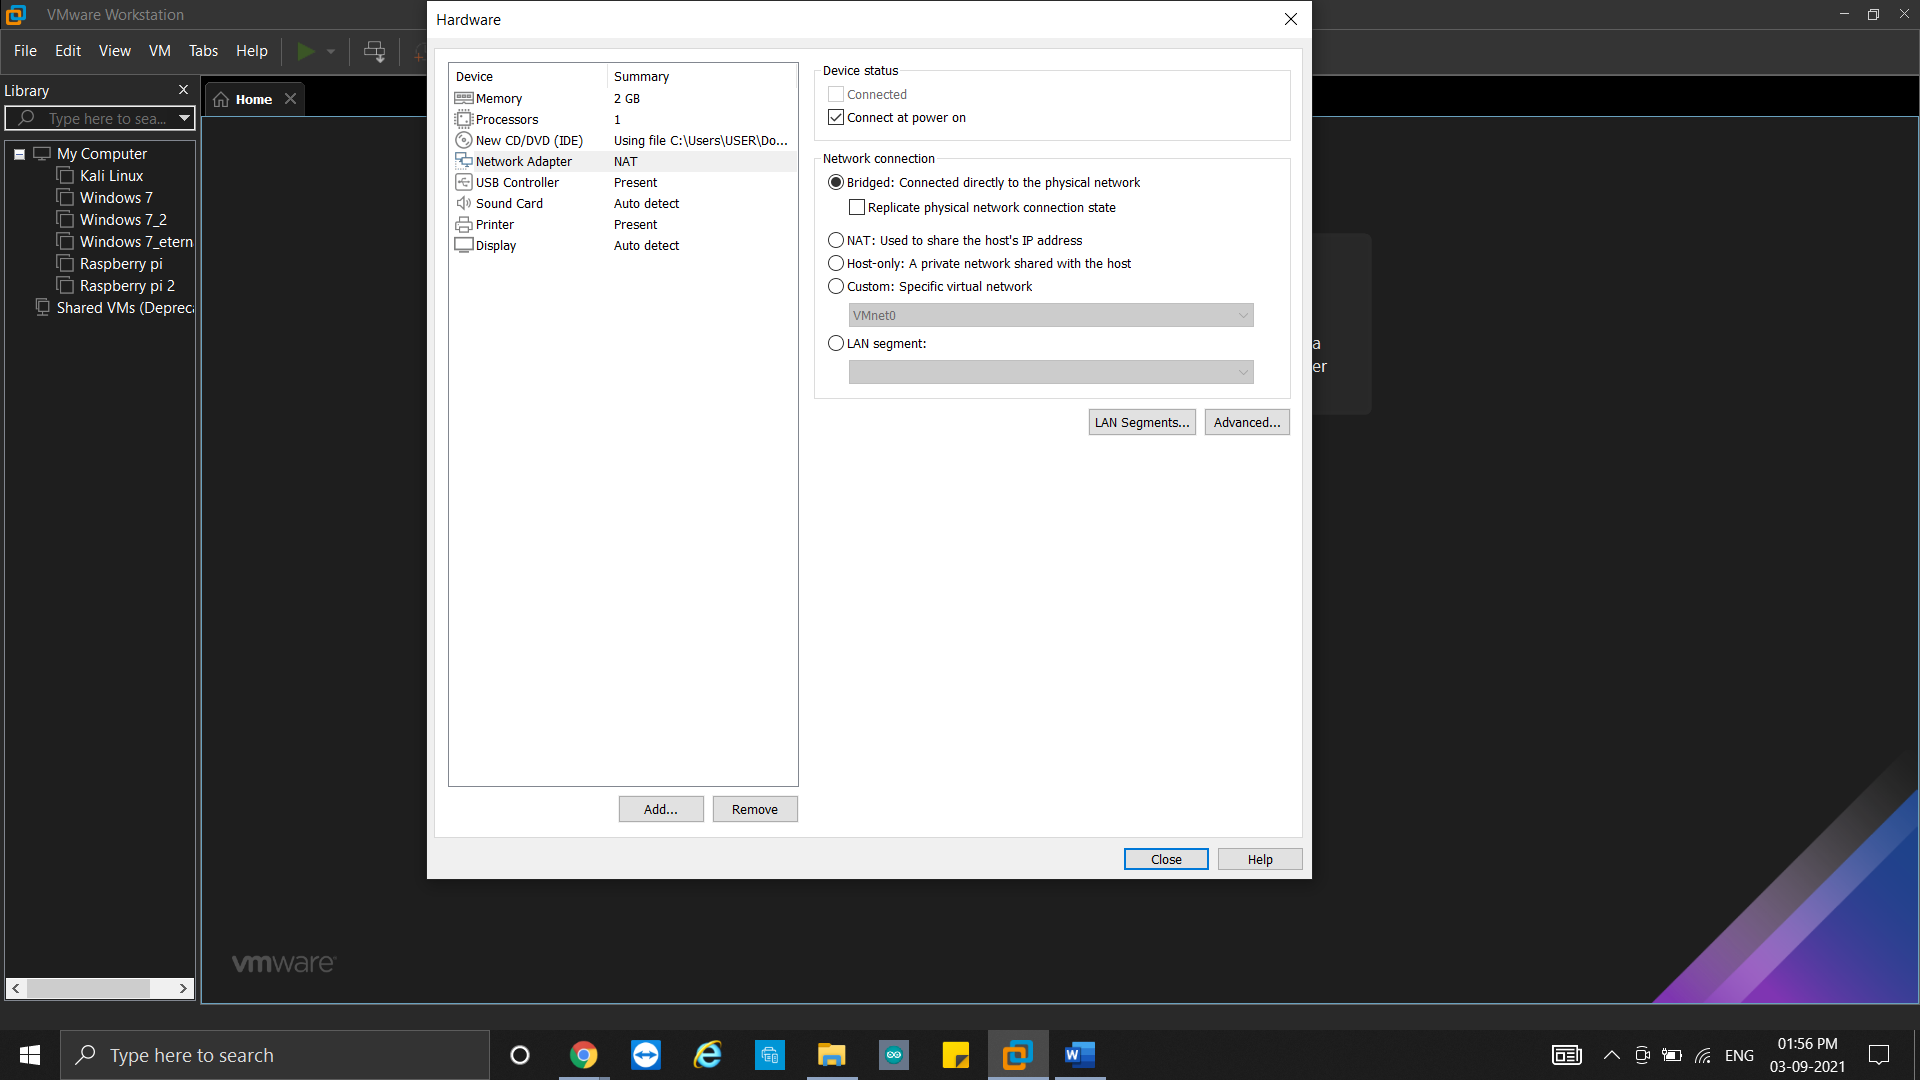 VMware Workstation
File Edit View VM Tabs Help
Library
Type here to sea...
My Computer
Kali Linux
Windows 7
Windows 7_2
Windows 7_etern
Raspberry pi
Raspberry pi 2
Shared VMs (Depreca
Home
Hardware
Device Summary
Memory 2 GB
Processors 1
New CD/DVD (IDE) Using file C:\Users\USER\Do...
Network Adapter NAT
USB Controller Present
Sound Card Auto detect
Printer Present
Display Auto detect
Add... Remove
Device status
Connected
Connect at power on
Network connection
Bridged: Connected directly to the physical network
Replicate physical network connection state
NAT: Used to share the host's IP address
Host-only: A private network shared with the host
Custom: Specific virtual network
VMnet0
LAN segment:
LAN Segments... Advanced...
Close Help
a
er
vmware
Type here to search
ENG
01:56 PM
03-09-2021